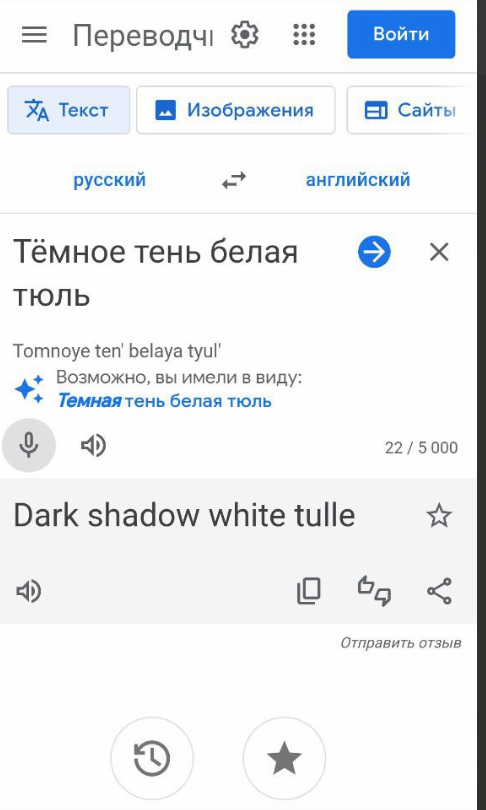 Переводчи
Войти
Текст
Изображения
Сайты
русский
английский
Тёмное тень белая
тюль
Tomnoye ten' belaya tyul'
Возможно, вы имели в виду:
Темная тень белая тюль
22 / 5 000
Dark shadow white tulle
Отправить отзыв